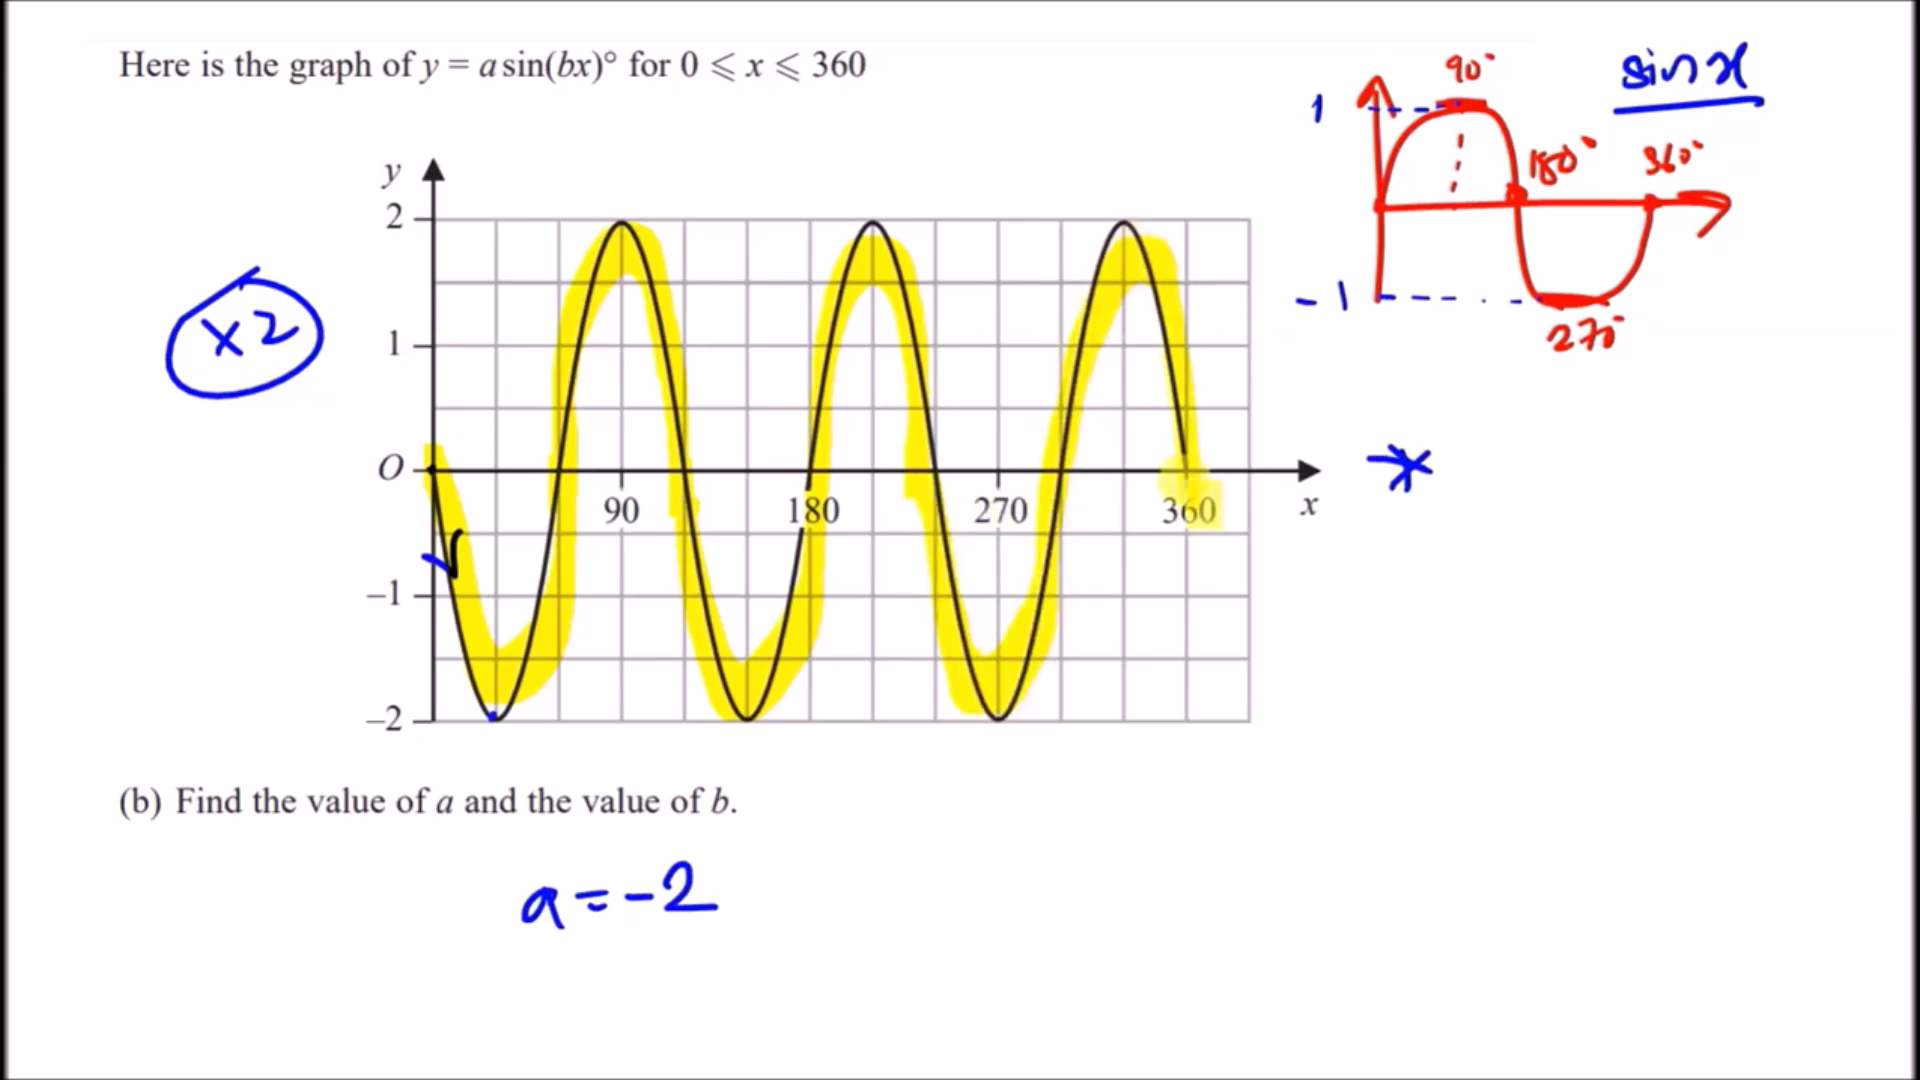 Here is the graph of y = a sin(bx)° for 0 ⩽ x ⩽ 360
sin x
90°
1
180°
360°
-1
270°
×2
y
2
1
O
90
180
270
360
x
–1
–2
(b) Find the value of a and the value of b.
a = -2